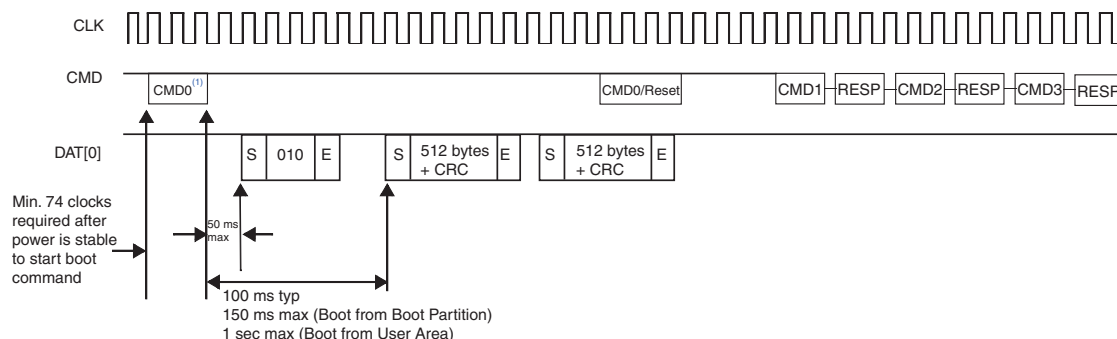 CLK
CMD
CMD0(1)
CMD0/Reset
CMD1
RESP
CMD2
RESP
CMD3
RESP
DAT[0]
S
010
E
S
512 bytes
+ CRC
E
S
512 bytes
+ CRC
E
Min. 74 clocks
required after
power is stable
to start boot
command
50 ms
max
100 ms typ
150 ms max (Boot from Boot Partition)
1 sec max (Boot from User Area)